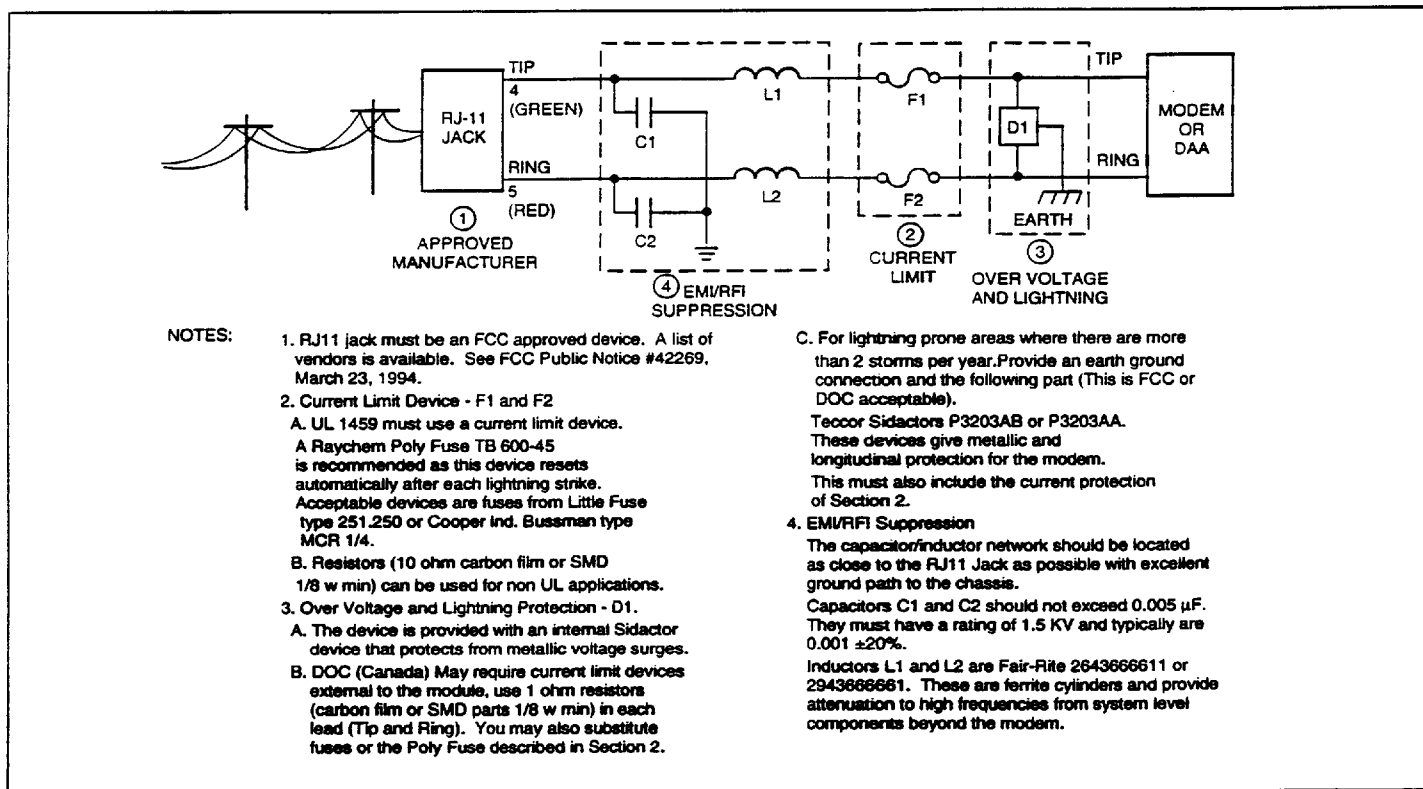 TIP
4
(GREEN)
RJ-11
JACK
RING
5
(RED)
1
APPROVED
MANUFACTURER
C1
L1
C2
L2
4 EMI/RFI
SUPPRESSION
F1
F2
2
CURRENT
LIMIT
D1
EARTH
3
OVER VOLTAGE
AND LIGHTNING
TIP
RING
MODEM
OR
DAA
NOTES:
1. RJ11 jack must be an FCC approved device. A list of
vendors is available. See FCC Public Notice #42269,
March 23, 1994.
2. Current Limit Device - F1 and F2
A. UL 1459 must use a current limit device.
A Raychem Poly Fuse TB 600-45
is recommended as this device resets
automatically after each lightning strike.
Acceptable devices are fuses from Little Fuse
type 251.250 or Cooper Ind. Bussman type
MCR 1/4.
B. Resistors (10 ohm carbon film or SMD
1/8 w min) can be used for non UL applications.
3. Over Voltage and Lightning Protection - D1.
A. The device is provided with an internal Sidactor
device that protects from metallic voltage surges.
B. DOC (Canada) May require current limit devices
external to the module, use 1 ohm resistors
(carbon film or SMD parts 1/8 w min) in each
lead (Tip and Ring). You may also substitute
fuses or the Poly Fuse described in Section 2.
C. For lightning prone areas where there are more
than 2 storms per year.Provide an earth ground
connection and the following part (This is FCC or
DOC acceptable).
Teccor Sidactors P3203AB or P3203AA.
These devices give metallic and
longitudinal protection for the modem.
This must also include the current protection
of Section 2.
4. EMI/RFI Suppression
The capacitor/inductor network should be located
as close to the RJ11 Jack as possible with excellent
ground path to the chassis.
Capacitors C1 and C2 should not exceed 0.005 µF.
They must have a rating of 1.5 KV and typically are
0.001 ±20%.
Inductors L1 and L2 are Fair-Rite 2643666611 or
2943666661. These are ferrite cylinders and provide
attenuation to high frequencies from system level
components beyond the modem.